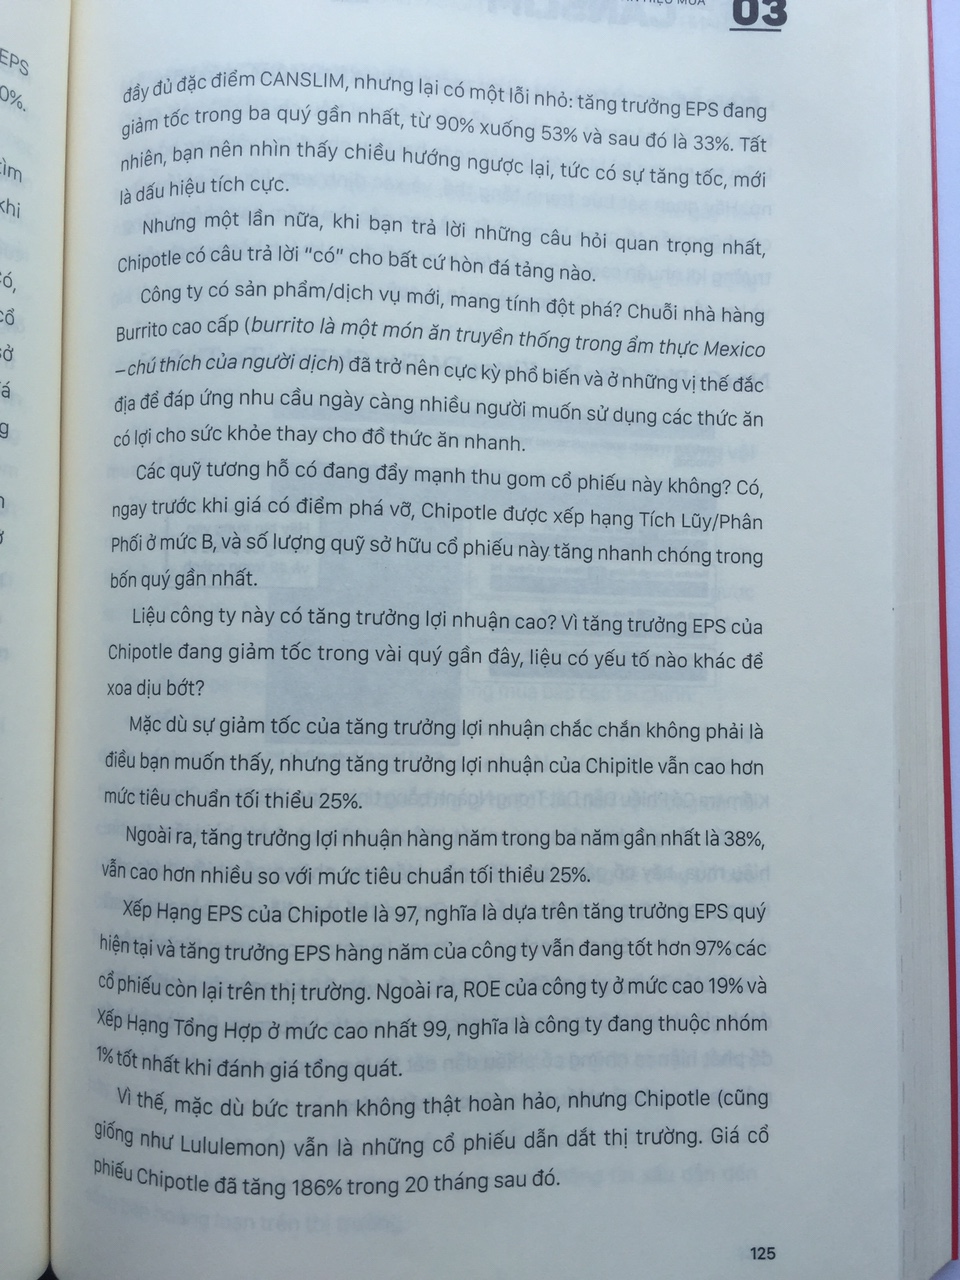 HIỆU MUA
03
đầy đủ đặc điểm CANSLIM, nhưng lại có một lỗi nhỏ: tăng trưởng EPS đang
giảm tốc trong ba quý gần nhất, từ 90% xuống 53% và sau đó là 33%. Tất
nhiên, bạn nên nhìn thấy chiều hướng ngược lại, tức có sự tăng tốc, mới
là dấu hiệu tích cực.
Nhưng một lần nữa, khi bạn trả lời những câu hỏi quan trọng nhất,
Chipotle có câu trả lời "có" cho bất cứ hòn đá tảng nào.
Công ty có sản phẩm/dịch vụ mới, mang tính đột phá? Chuỗi nhà hàng
Burrito cao cấp (burrito là một món ăn truyền thống trong ẩm thực Mexico
–chú thích của người dịch) đã trở nên cực kỳ phổ biến và ở những vị thế đắc
địa để đáp ứng nhu cầu ngày càng nhiều người muốn sử dụng các thức ăn
có lợi cho sức khỏe thay cho đồ thức ăn nhanh.
Các quỹ tương hỗ có đang đẩy mạnh thu gom cổ phiếu này không? Có,
ngay trước khi giá có điểm phá vỡ, Chipotle được xếp hạng Tích Lũy/Phân
Phối ở mức B, và số lượng quỹ sở hữu cổ phiếu này tăng nhanh chóng trong
bốn quý gần nhất.
Liệu công ty này có tăng trưởng lợi nhuận cao? Vì tăng trưởng EPS của
Chipotle đang giảm tốc trong vài quý gần đây, liệu có yếu tố nào khác để
xoa dịu bớt?
Mặc dù sự giảm tốc của tăng trưởng lợi nhuận chắc chắn không phải là
điều bạn muốn thấy, nhưng tăng trưởng lợi nhuận của Chipitle vẫn cao hơn
mức tiêu chuẩn tối thiểu 25%.
Ngoài ra, tăng trưởng lợi nhuận hàng năm trong ba năm gần nhất là 38%,
vẫn cao hơn nhiều so với mức tiêu chuẩn tối thiểu 25%.
Xếp Hạng EPS của Chipotle là 97, nghĩa là dựa trên tăng trưởng EPS quý
hiện tại và tăng trưởng EPS hàng năm của công ty vẫn đang tốt hơn 97% các
cổ phiếu còn lại trên thị trường. Ngoài ra, ROE của công ty ở mức cao 19% và
Xếp Hạng Tổng Hợp ở mức cao nhất 99, nghĩa là công ty đang thuộc nhóm
1% tốt nhất khi đánh giá tổng quát.
Vì thế, mặc dù bức tranh không thật hoàn hảo, nhưng Chipotle (cũng
giống như Lululemon) vẫn là những cổ phiếu dẫn dắt thị trường. Giá cổ
phiếu Chipotle đã tăng 186% trong 20 tháng sau đó.
125